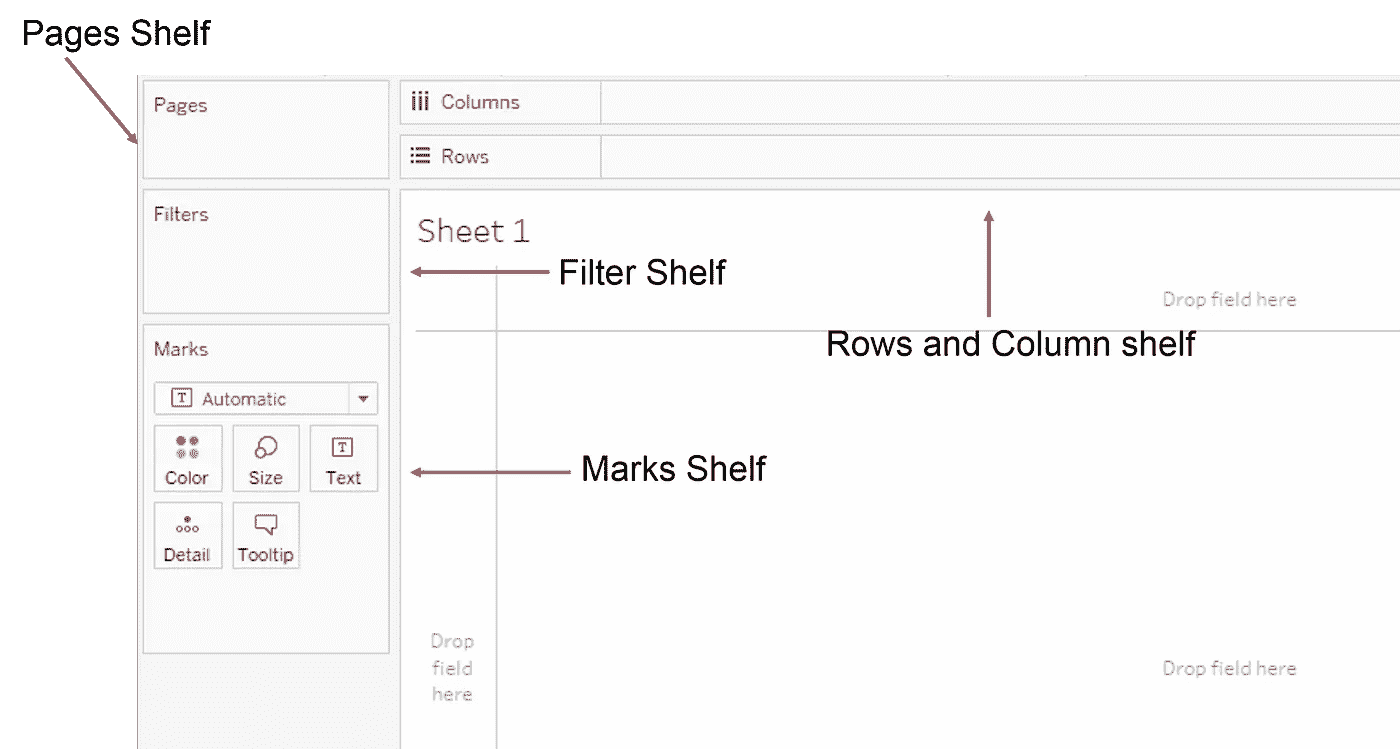 Pages Shelf
Pages
Columns
Rows
Filters
Sheet 1
Filter Shelf
Drop field here
Rows and Column shelf
Marks
Automatic
Color
Size
Text
Marks Shelf
Detail
Tooltip
Drop
field
here
Drop field here